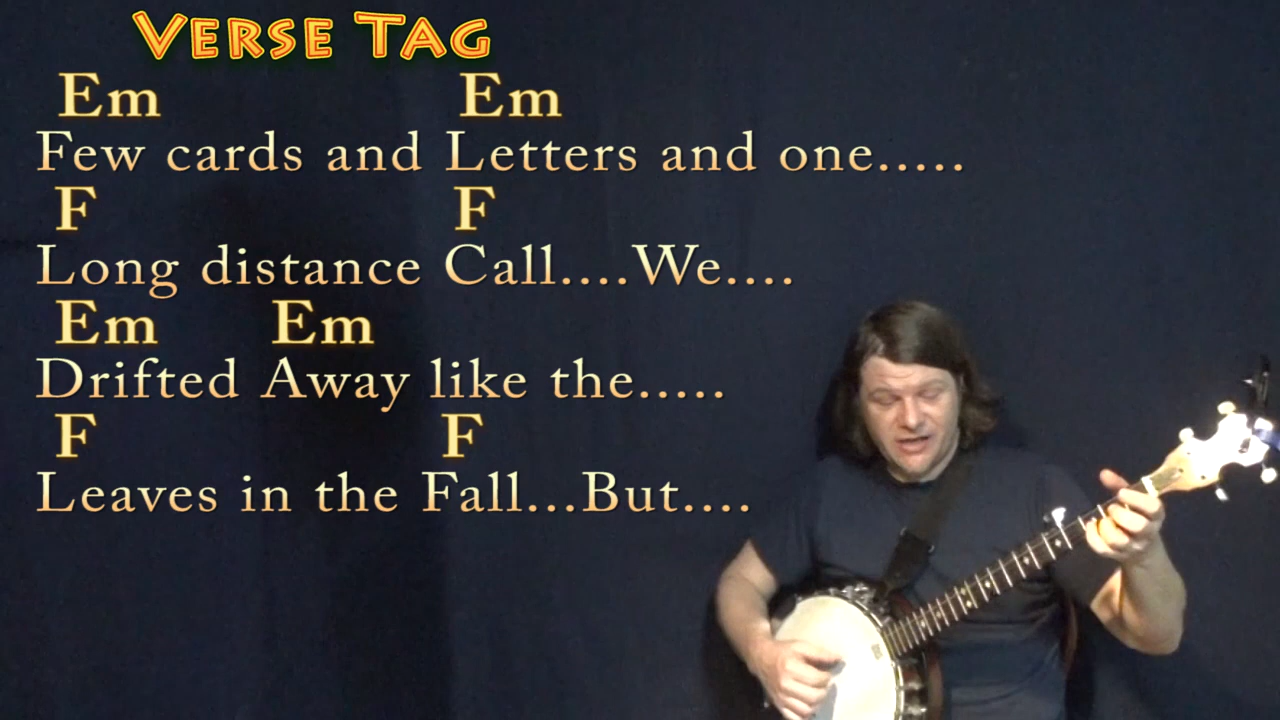 VERSE TAG
Em Em
Few cards and Letters and one.....
F F
Long distance Call....We....
Em Em
Drifted Away like the.....
F F
Leaves in the Fall...But....